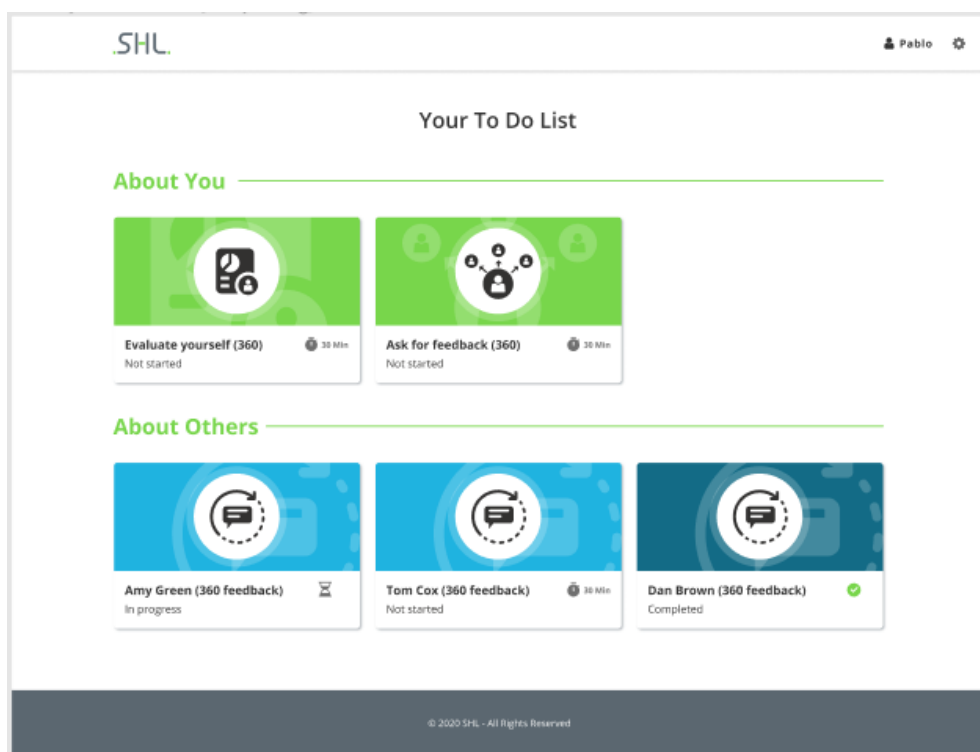 .SHL.
Pablo
Your To Do List
About You
Evaluate yourself (360) 30 Min
Not started
Ask for feedback (360) 30 Min
Not started
About Others
Amy Green (360 feedback)
In progress
Tom Cox (360 feedback) 30 Min
Not started
Dan Brown (360 feedback)
Completed
© 2020 SHL - All Rights Reserved